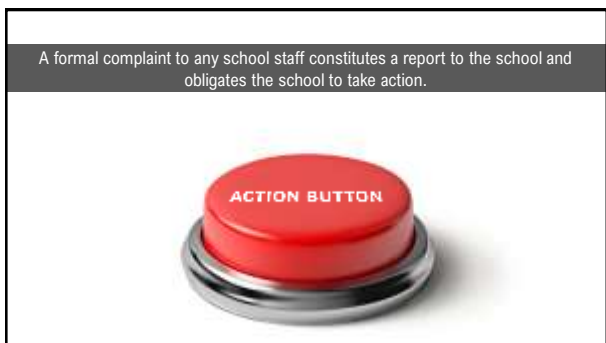 A formal complaint to any school staff constitutes a report to the school and
obligates the school to take action.
ACTION BUTTON